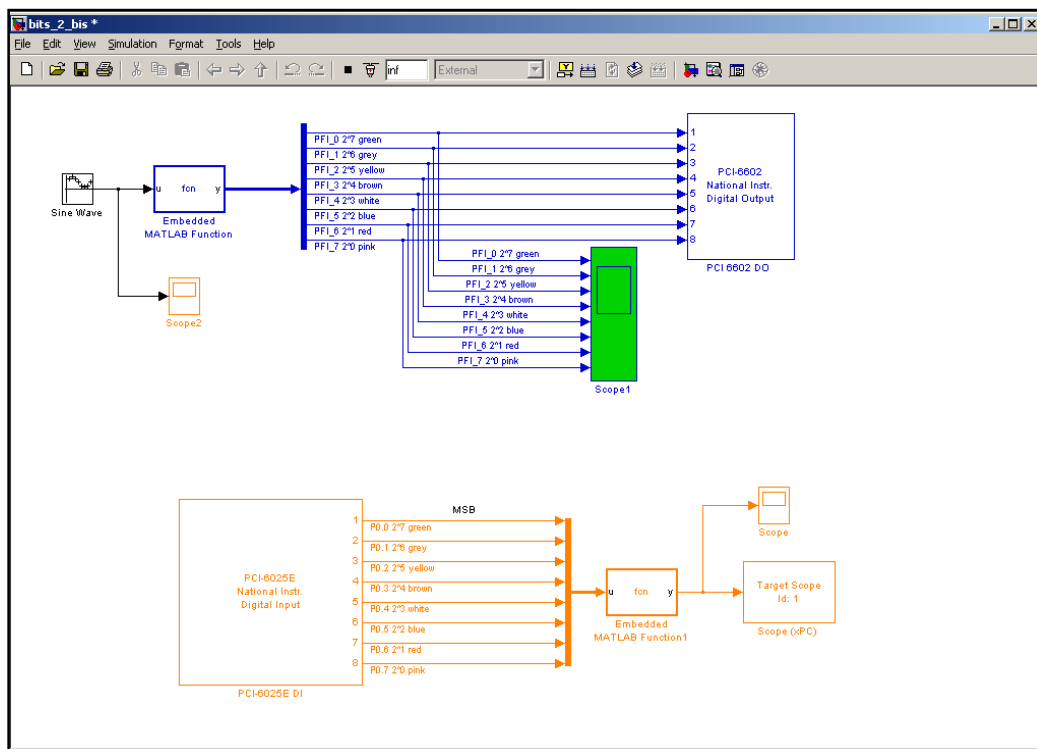 bits_2_bis *
File Edit View Simulation Format Tools Help
inf External
PFI_0 2^7 green
PFI_1 2^6 grey
PFI_2 2^5 yellow
PFI_3 2^4 brown
PFI_4 2^3 white
PFI_5 2^2 blue
PFI_6 2^1 red
PFI_7 2^0 pink
1
2
3
4
5
6
7
8
PCI-6602
National Instr.
Digital Output
PCI 6602 DO
Sine Wave
u fcn y
Embedded
MATLAB Function
Scope2
PFI_0 2^7 green
PFI_1 2^6 grey
PFI_2 2^5 yellow
PFI_3 2^4 brown
PFI_4 2^3 white
PFI_5 2^2 blue
PFI_6 2^1 red
PFI_7 2^0 pink
Scope1
PCI-6025E
National Instr.
Digital Input
1
2
3
4
5
6
7
8
PCI-6025E DI
MSB
P0.0 2^7 green
P0.1 2^6 grey
P0.2 2^5 yellow
P0.3 2^4 brown
P0.4 2^3 white
P0.5 2^2 blue
P0.6 2^1 red
P0.7 2^0 pink
u fcn y
Embedded
MATLAB Function1
Scope
Target Scope
Id: 1
Scope (xPC)